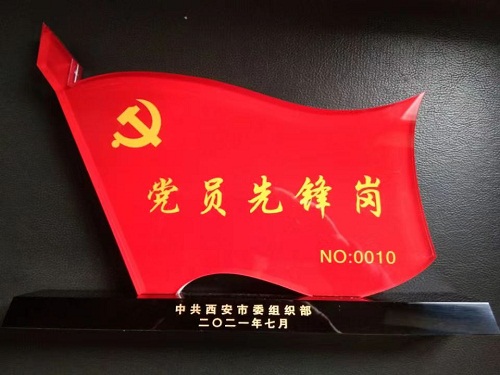 党员先锋岗
NO:0010
中共西安市委组织部
二〇二一年七月